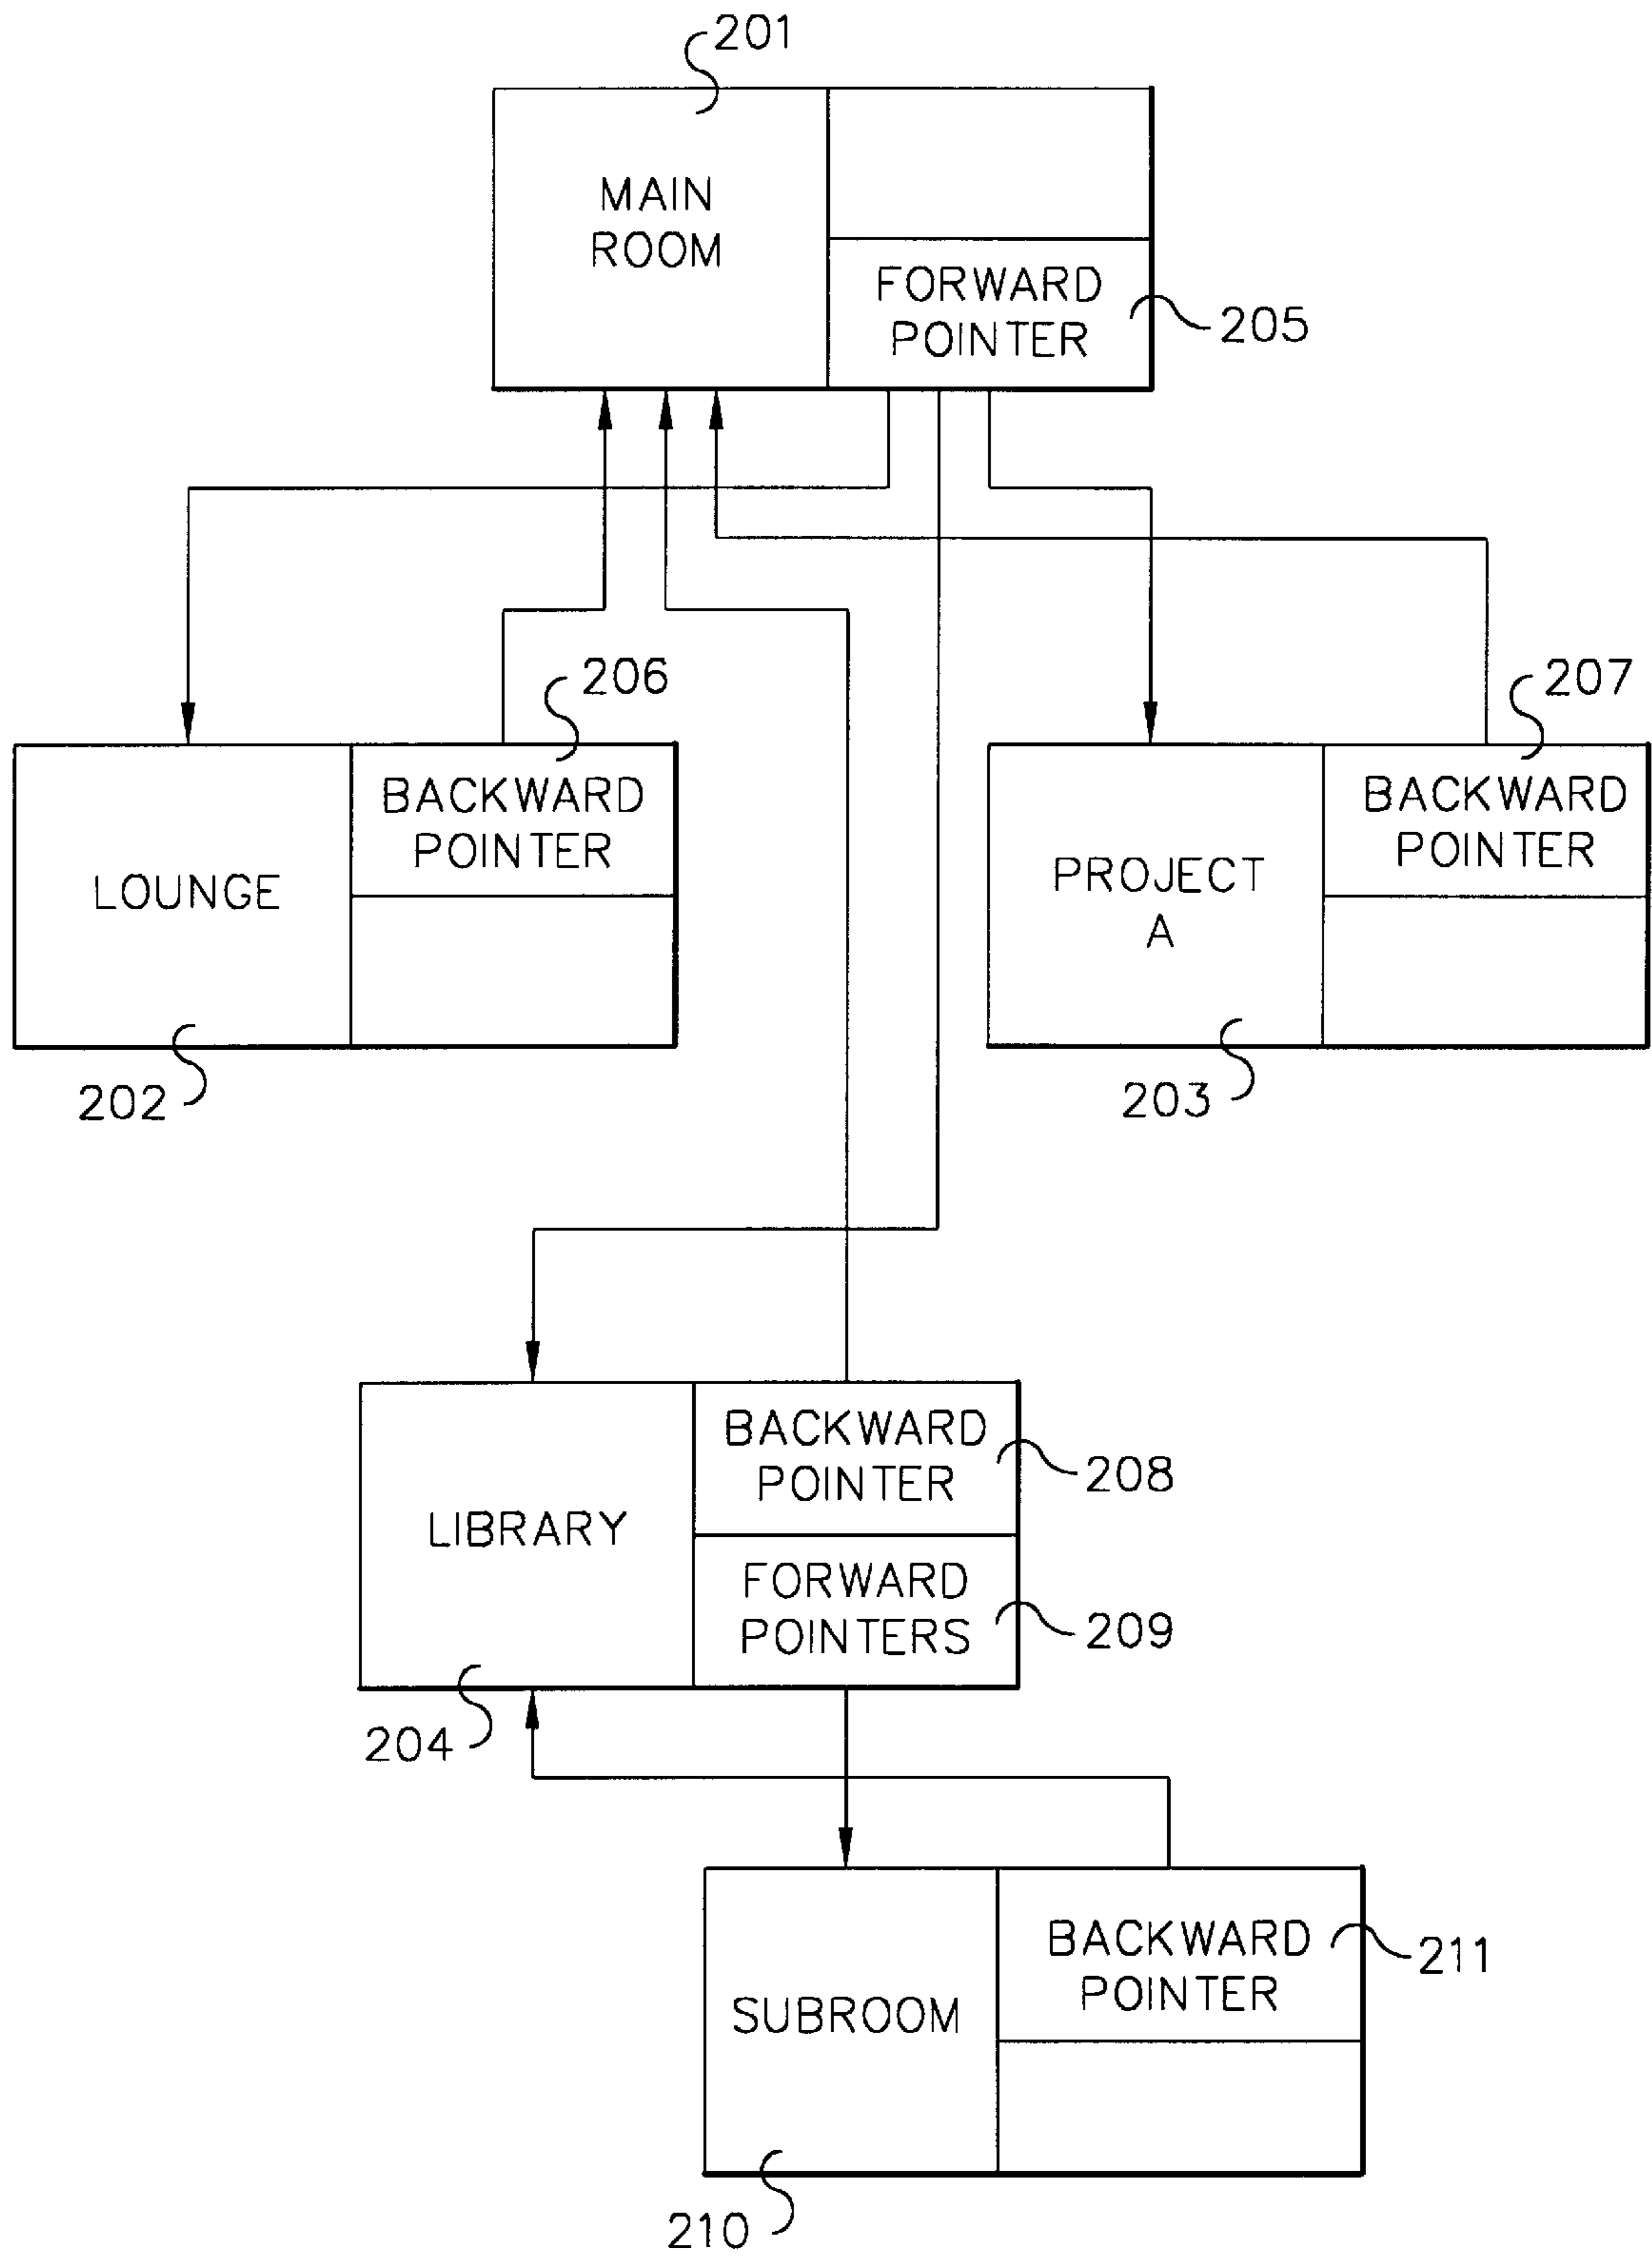 201
MAIN
ROOM
FORWARD
POINTER
205
206
207
LOUNGE
BACKWARD
POINTER
PROJECT
A
BACKWARD
POINTER
202
203
LIBRARY
BACKWARD
POINTER
208
FORWARD
POINTERS
209
204
SUBROOM
BACKWARD
POINTER
211
210